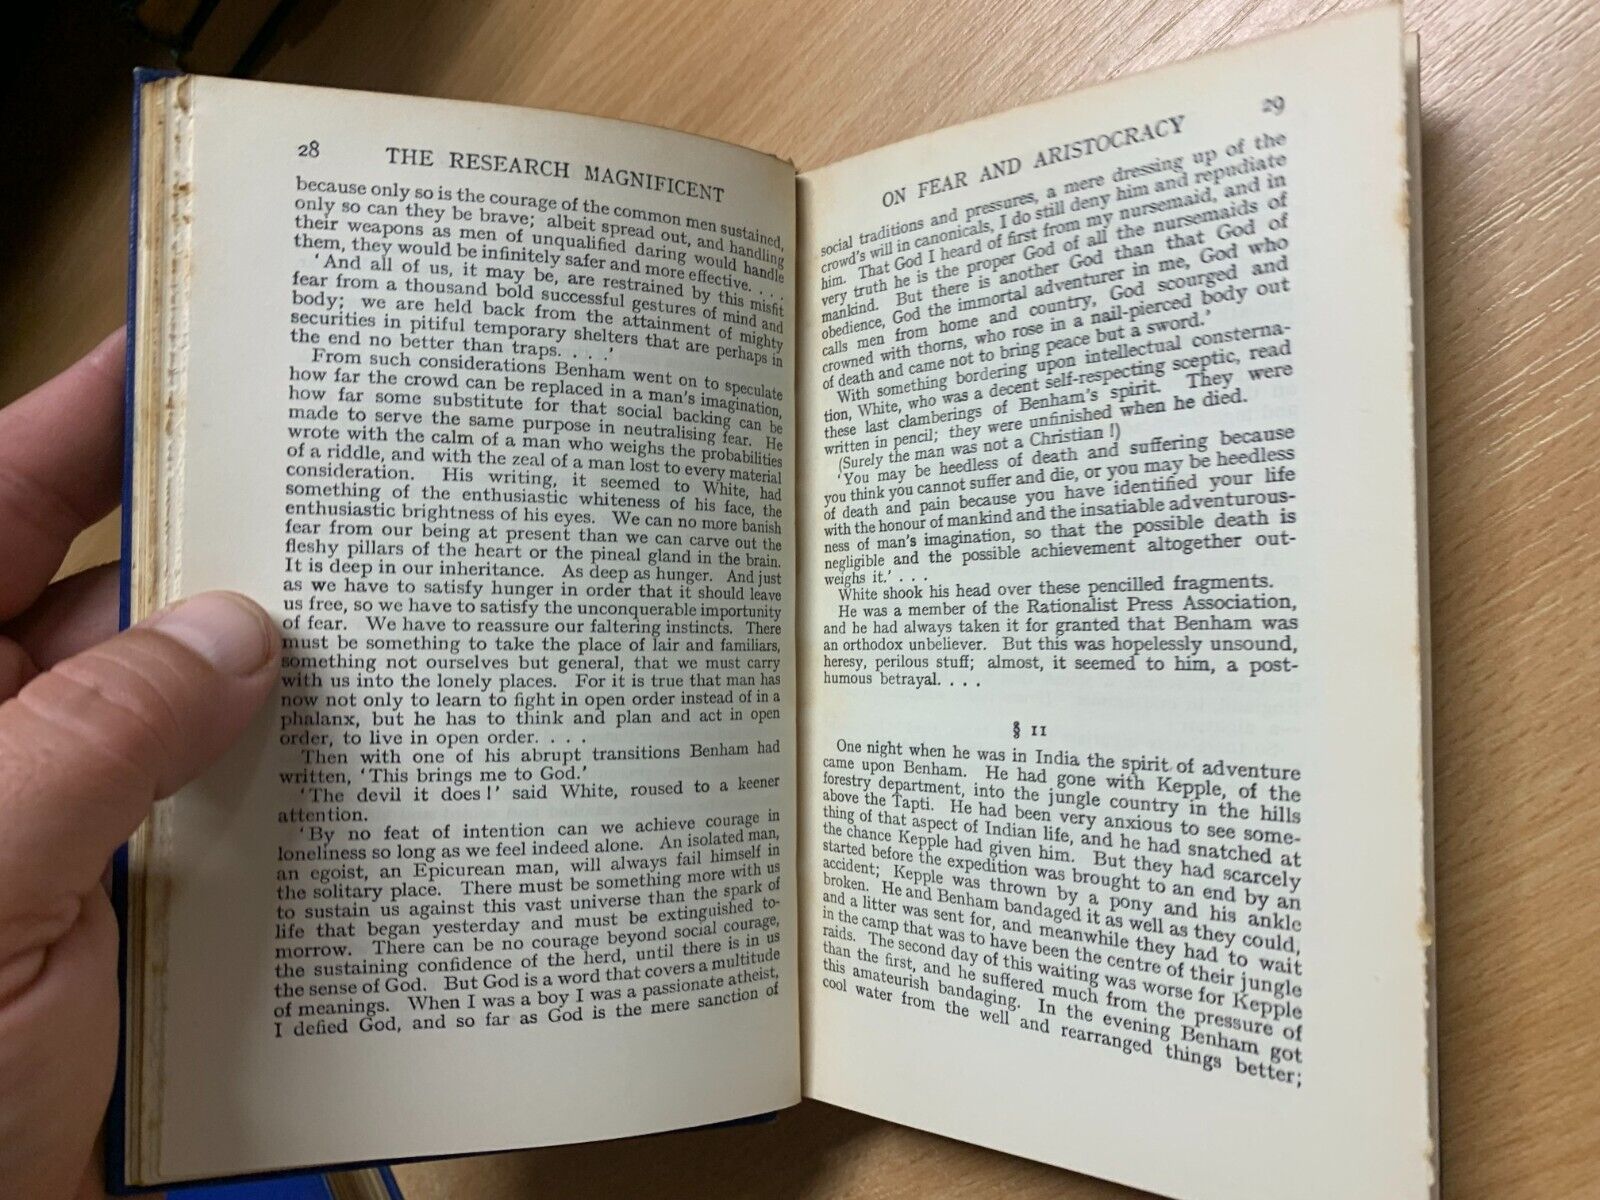 28
THE RESEARCH MAGNIFICENT
because only so is the courage of the common men sustained,
only so can they be brave; albeit spread out, and handling
their weapons as men of unqualified daring would handle
them, they would be infinitely safer and more effective. . . .
'And all of us, it may be, are restrained by this misfit
fear from a thousand bold successful gestures of mind and
body; we are held back from the attainment of mighty
securities in pitiful temporary shelters that are perhaps in
the end no better than traps. . . .'
From such considerations Benham went on to speculate
how far the crowd can be replaced in a man's imagination,
how far some substitute for that social backing can be
made to serve the same purpose in neutralising fear. He
wrote with the calm of a man who weighs the probabilities
of a riddle, and with the zeal of a man lost to every material
consideration. His writing, it seemed to White, had
something of the enthusiastic whiteness of his face, the
enthusiastic brightness of his eyes. We can no more banish
fear from our being at present than we can carve out the
fleshy pillars of the heart or the pineal gland in the brain.
It is deep in our inheritance. As deep as hunger. And just
as we have to satisfy hunger in order that it should leave
us free, so we have to satisfy the unconquerable importunity
of fear. We have to reassure our faltering instincts. There
must be something to take the place of lair and familiars,
something not ourselves but general, that we must carry
with us into the lonely places. For it is true that man has
now not only to learn to fight in open order instead of in a
phalanx, but he has to think and plan and act in open
order, to live in open order. . . .
Then with one of his abrupt transitions Benham had
written, 'This brings me to God.'
'The devil it does!' said White, roused to a keener
attention.
'By no feat of intention can we achieve courage in
loneliness so long as we feel indeed alone. An isolated man,
an egoist, an Epicurean man, will always fail himself in
the solitary place. There must be something more with us
to sustain us against this vast universe than the spark of
life that began yesterday and must be extinguished to-
morrow. There can be no courage beyond social courage,
the sustaining confidence of the herd, until there is in us
the sense of God. But God is a word that covers a multitude
of meanings. When I was a boy I was a passionate atheist,
I defied God, and so far as God is the mere sanction of
ON FEAR AND ARISTOCRACY
29
social traditions and pressures, a mere dressing up of the
crowd's will in canonicals, I do still deny him and repudiate
him. That God I heard of first from my nursemaid, and in
very truth he is the proper God of all the nursemaids of
mankind. But there is another God than that God of
obedience, God the immortal adventurer in me, God who
calls men from home and country, God scourged and
crowned with thorns, who rose in a nail-pierced body out
of death and came not to bring peace but a sword.'
With something bordering upon intellectual consterna-
tion, White, who was a decent self-respecting sceptic, read
these last clamberings of Benham's spirit. They were
written in pencil; they were unfinished when he died.
(Surely the man was not a Christian!)
'You may be heedless of death and suffering because
you think you cannot suffer and die, or you may be heedless
of death and pain because you have identified your life
with the honour of mankind and the insatiable adventurous-
ness of man's imagination, so that the possible death is
negligible and the possible achievement altogether out-
weighs it.' . . .
White shook his head over these pencilled fragments.
He was a member of the Rationalist Press Association,
and he had always taken it for granted that Benham was
an orthodox unbeliever. But this was hopelessly unsound,
heresy, perilous stuff; almost, it seemed to him, a post-
humous betrayal. . . .
§ 11
One night when he was in India the spirit of adventure
came upon Benham. He had gone with Kepple, of the
forestry department, into the jungle country in the hills
above the Tapti. He had been very anxious to see some-
thing of that aspect of Indian life, and he had snatched at
the chance Kepple had given him. But they had scarcely
started before the expedition was brought to an end by an
accident; Kepple was thrown by a pony and his ankle
broken. He and Benham bandaged it as well as they could,
and a litter was sent for, and meanwhile they had to wait
in the camp that was to have been the centre of their jungle
raids. The second day of this waiting was worse for Kepple
than the first, and he suffered much from the pressure of
this amateurish bandaging. In the evening Benham got
cool water from the well and rearranged things better;